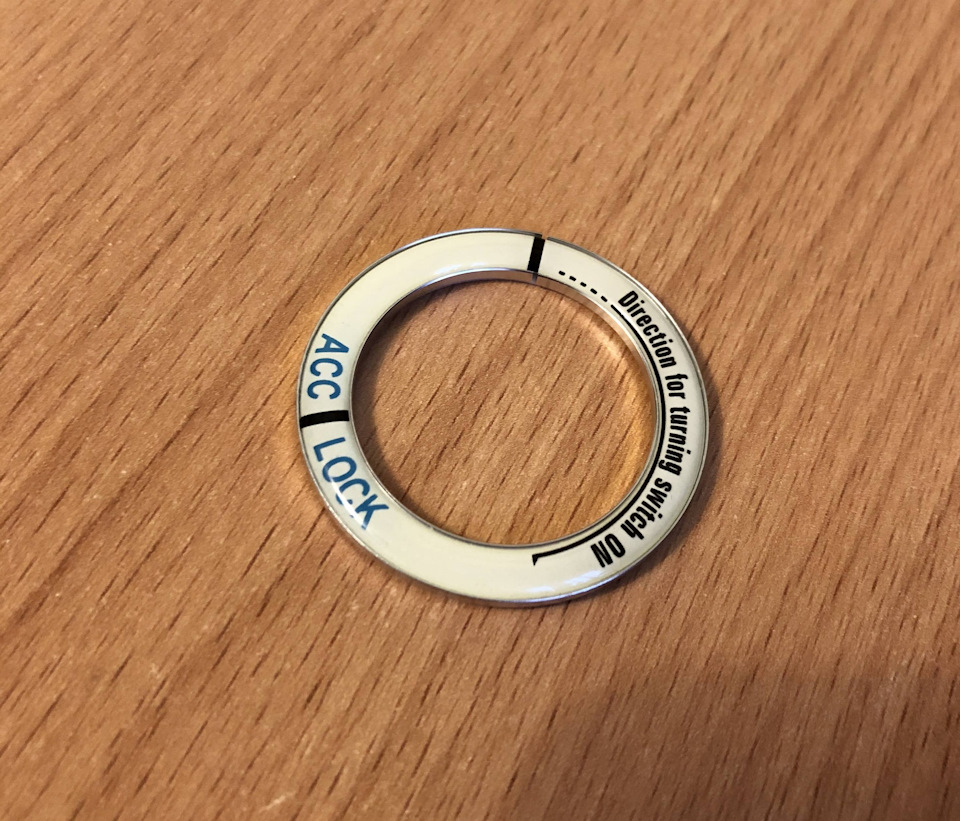 ACC
LOCK
Direction for turning switch ON